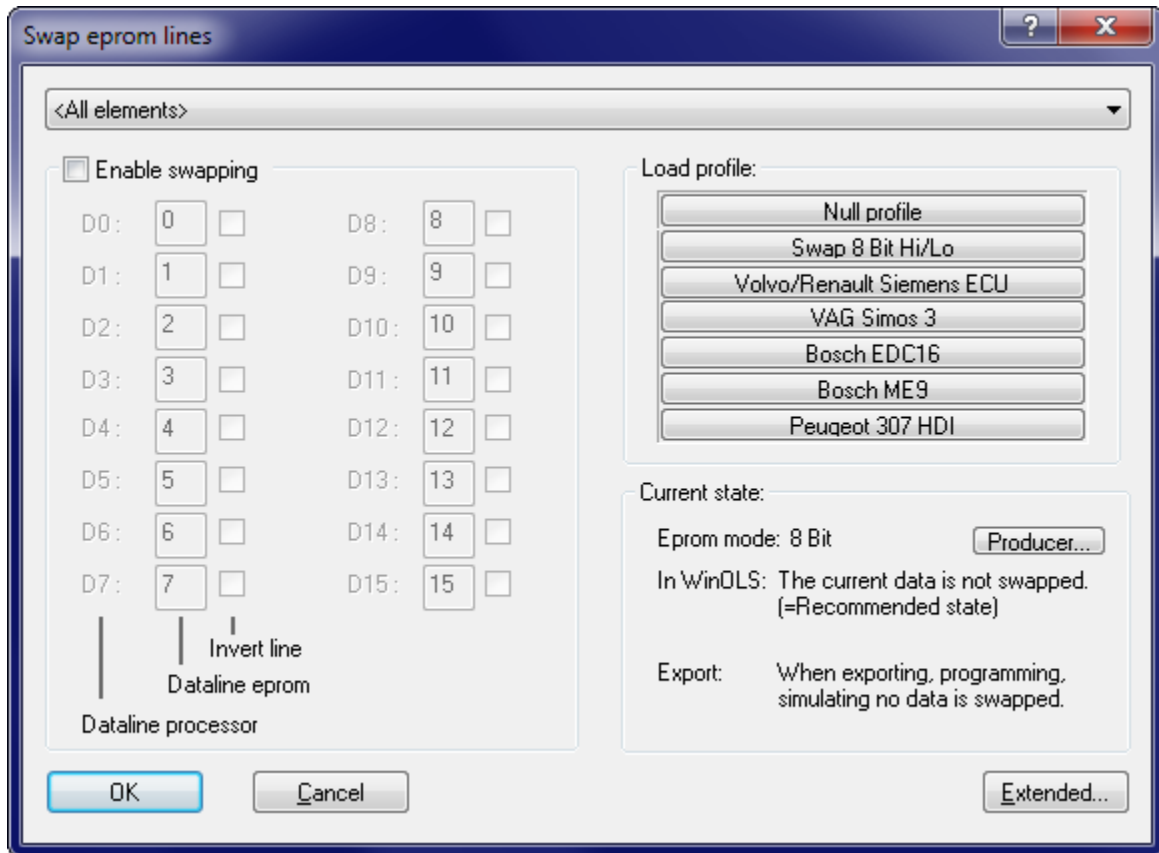 Swap eprom lines
?
<All elements>
Enable swapping
D0: 0 D8: 8
D1: 1 D9: 9
D2: 2 D10: 10
D3: 3 D11: 11
D4: 4 D12: 12
D5: 5 D13: 13
D6: 6 D14: 14
D7: 7 D15: 15
Invert line
Dataline eprom
Dataline processor
Load profile:
Null profile
Swap 8 Bit Hi/Lo
Volvo/Renault Siemens ECU
VAG Simos 3
Bosch EDC16
Bosch ME9
Peugeot 307 HDI
Current state:
Eprom mode: 8 Bit Producer...
In WinOLS: The current data is not swapped.
(=Recommended state)
Export: When exporting, programming,
simulating no data is swapped.
OK Cancel Extended...